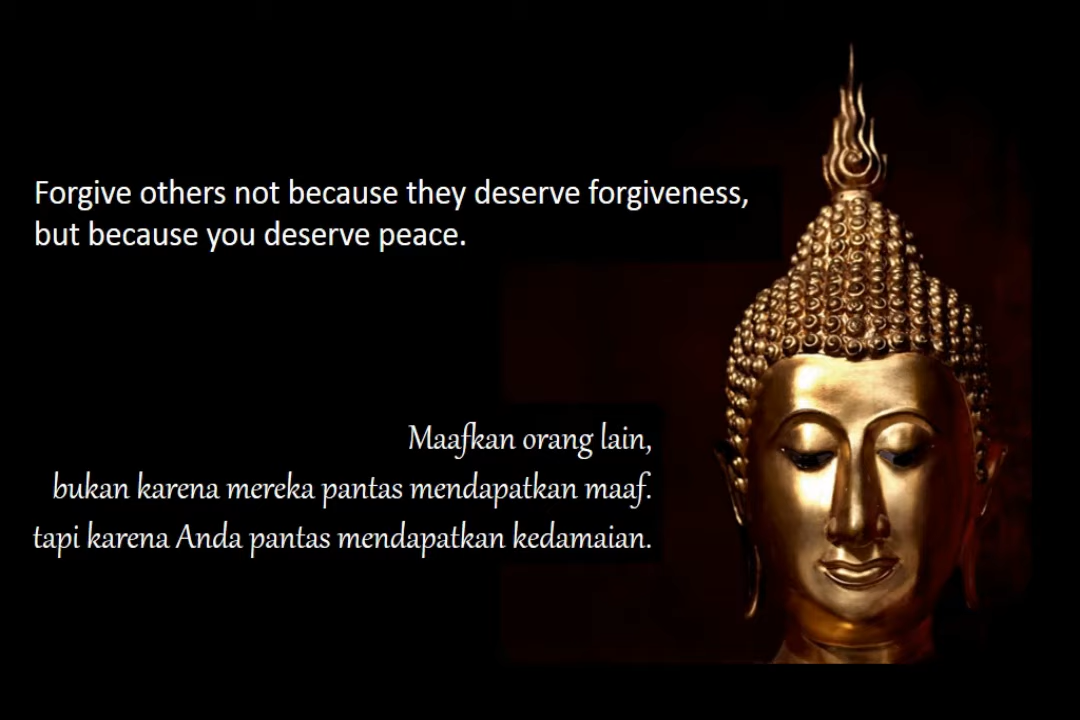 Forgive others not because they deserve forgiveness,
but because you deserve peace.
Maafkan orang lain,
bukan karena mereka pantas mendapatkan maaf.
tapi karena Anda pantas mendapatkan kedamaian.